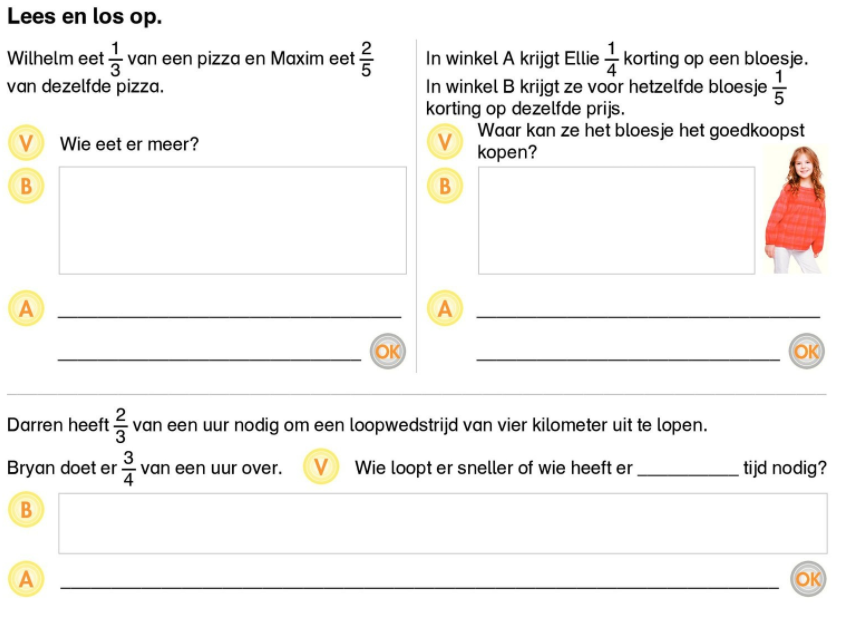 Lees en los op.
Wilhelm eet 1/3 van een pizza en Maxim eet 2/5
van dezelfde pizza.
V Wie eet er meer?
B
A
OK
In winkel A krijgt Ellie 1/4 korting op een bloesje.
In winkel B krijgt ze voor hetzelfde bloesje 1/5
korting op dezelfde prijs.
V Waar kan ze het bloesje het goedkoopst
kopen?
B
A
OK
Darren heeft 2/3 van een uur nodig om een loopwedstrijd van vier kilometer uit te lopen.
Bryan doet er 3/4 van een uur over. V Wie loopt er sneller of wie heeft er __________ tijd nodig?
B
A
OK